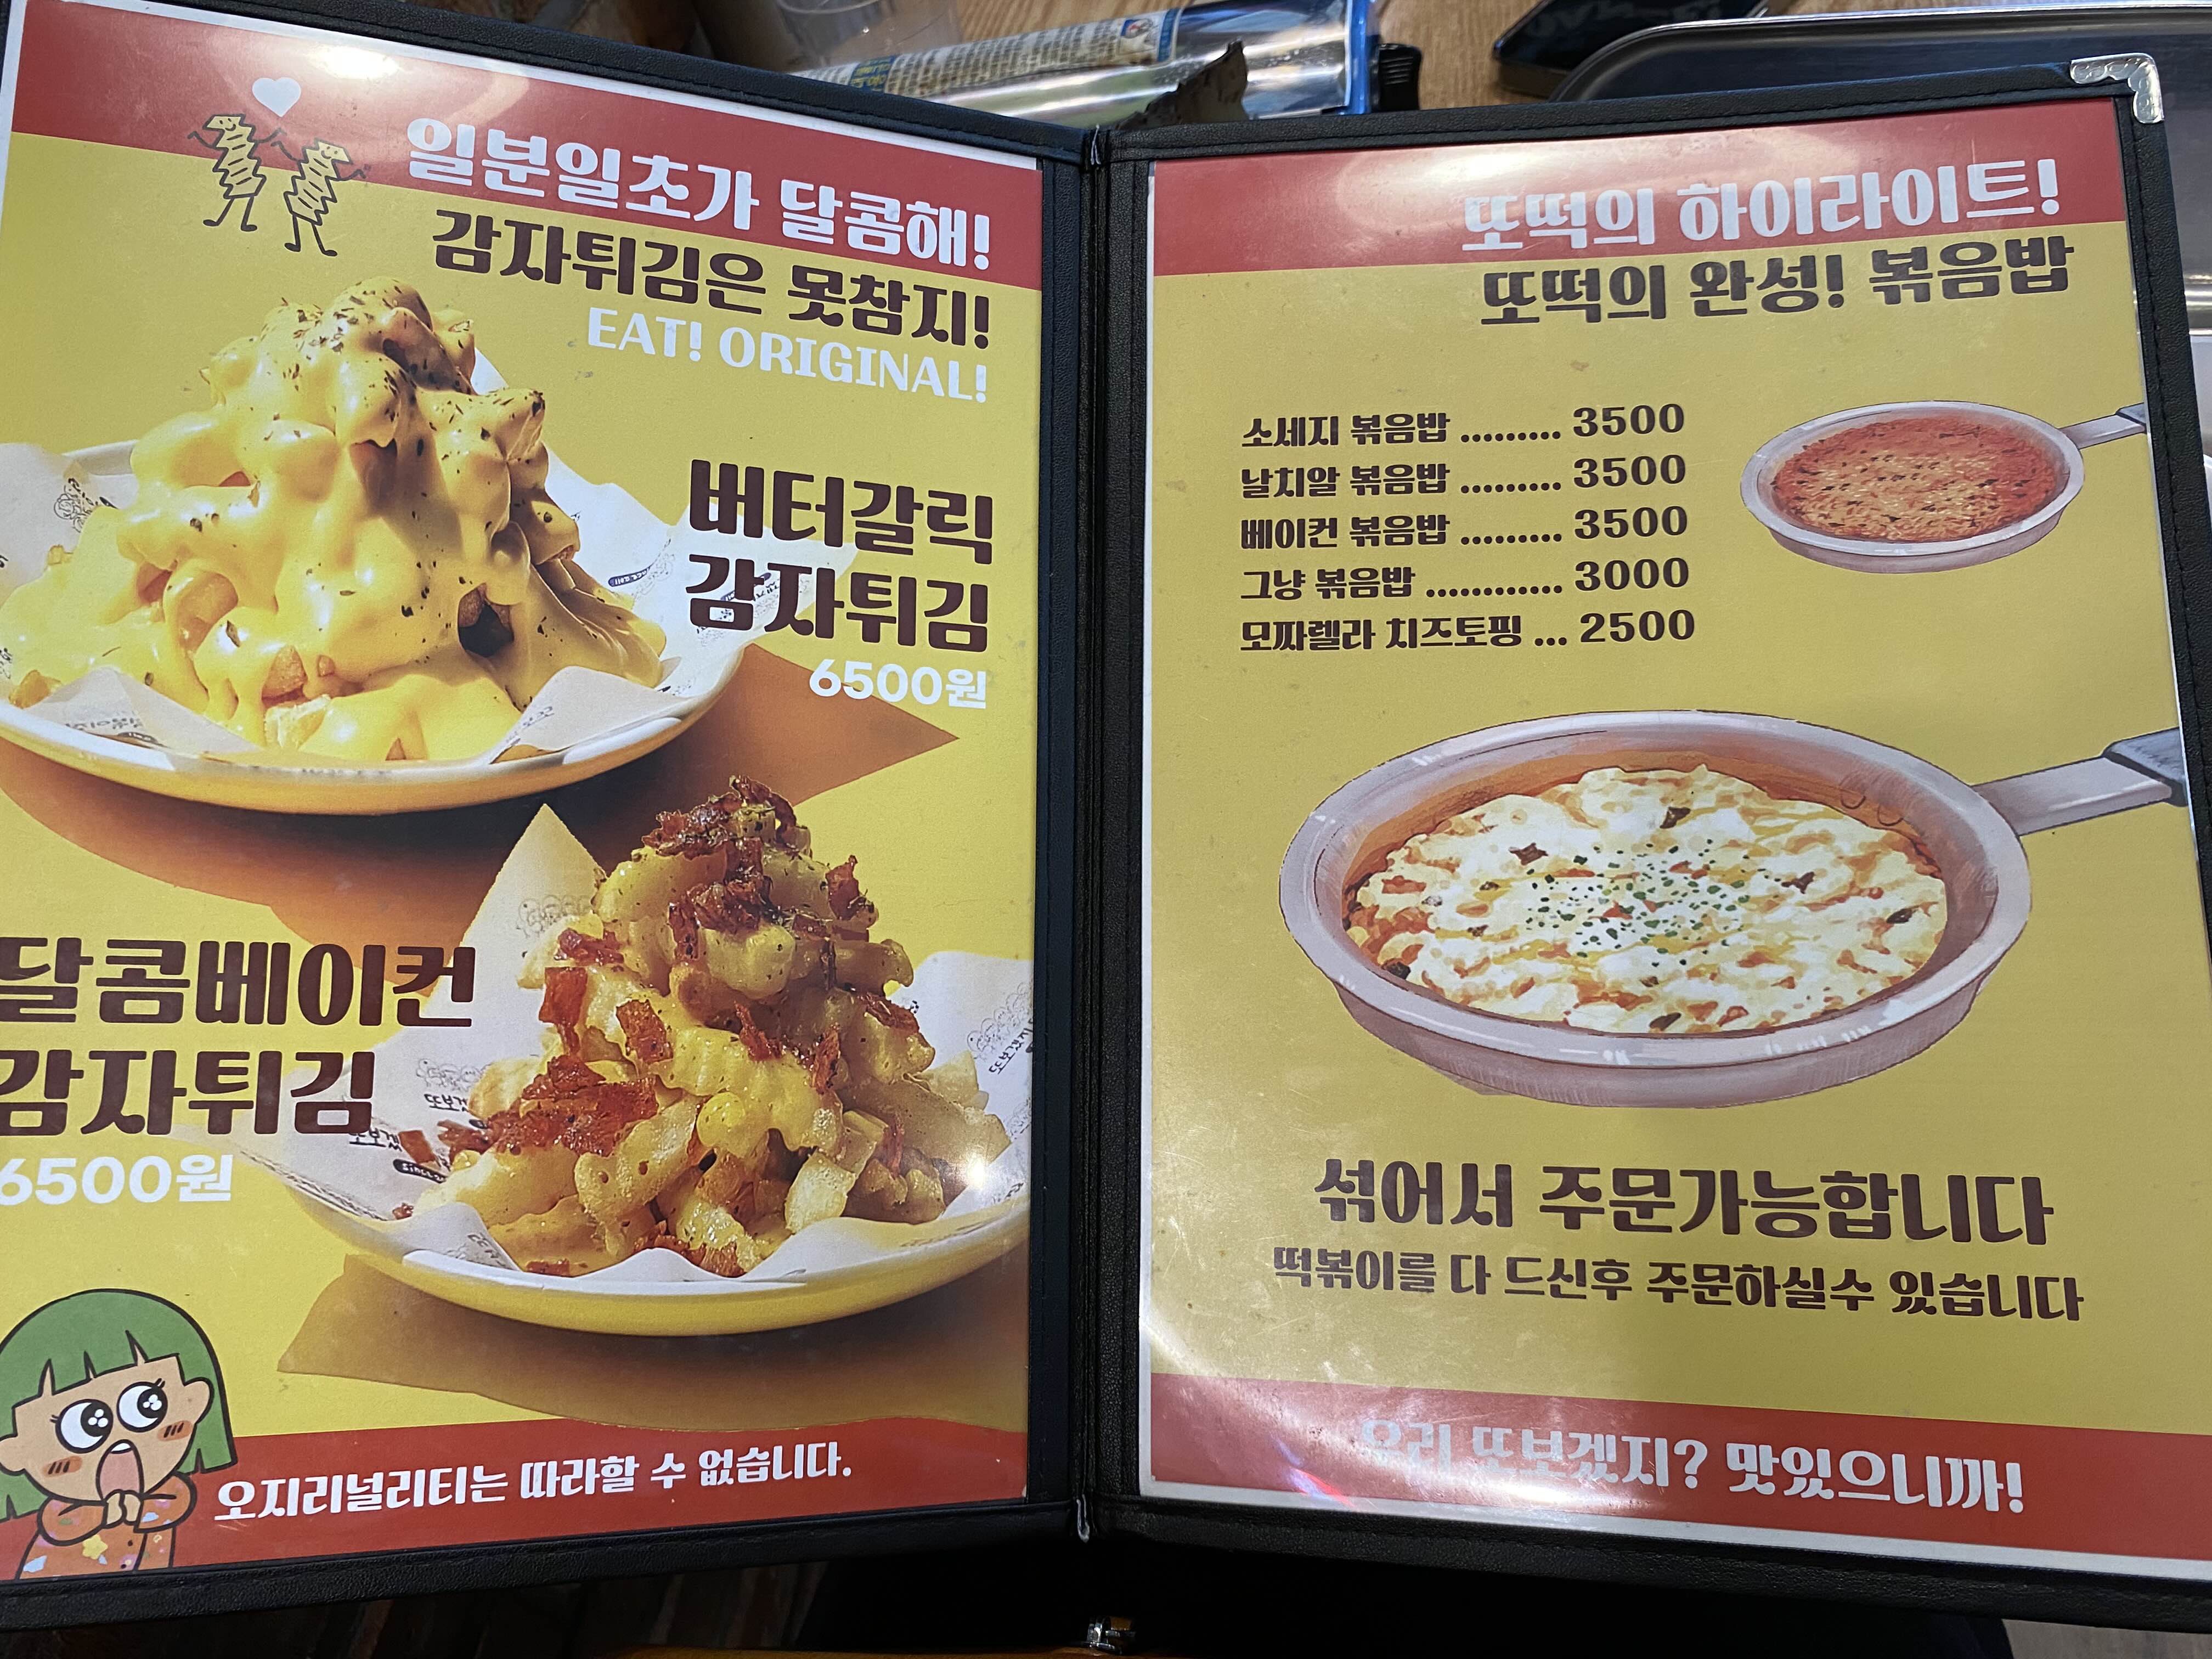 일분일초가 달콤해!
감자튀김은 못참지!
EAT! ORIGINAL!
버터갈릭
감자튀김
6500원
달콤베이컨
감자튀김
6500원
오지리널리티는 따라할 수 없습니다.
또떡의 하이라이트!
또떡의 완성! 볶음밥
소세지 볶음밥 ......... 3500
날치알 볶음밥 ......... 3500
베이컨 볶음밥 ......... 3500
그냥 볶음밥 ............ 3000
모짜렐라 치즈토핑 ... 2500
섞어서 주문가능합니다
떡볶이를 다 드신후 주문하실수 있습니다
우리 또보겠지? 맛있으니까!